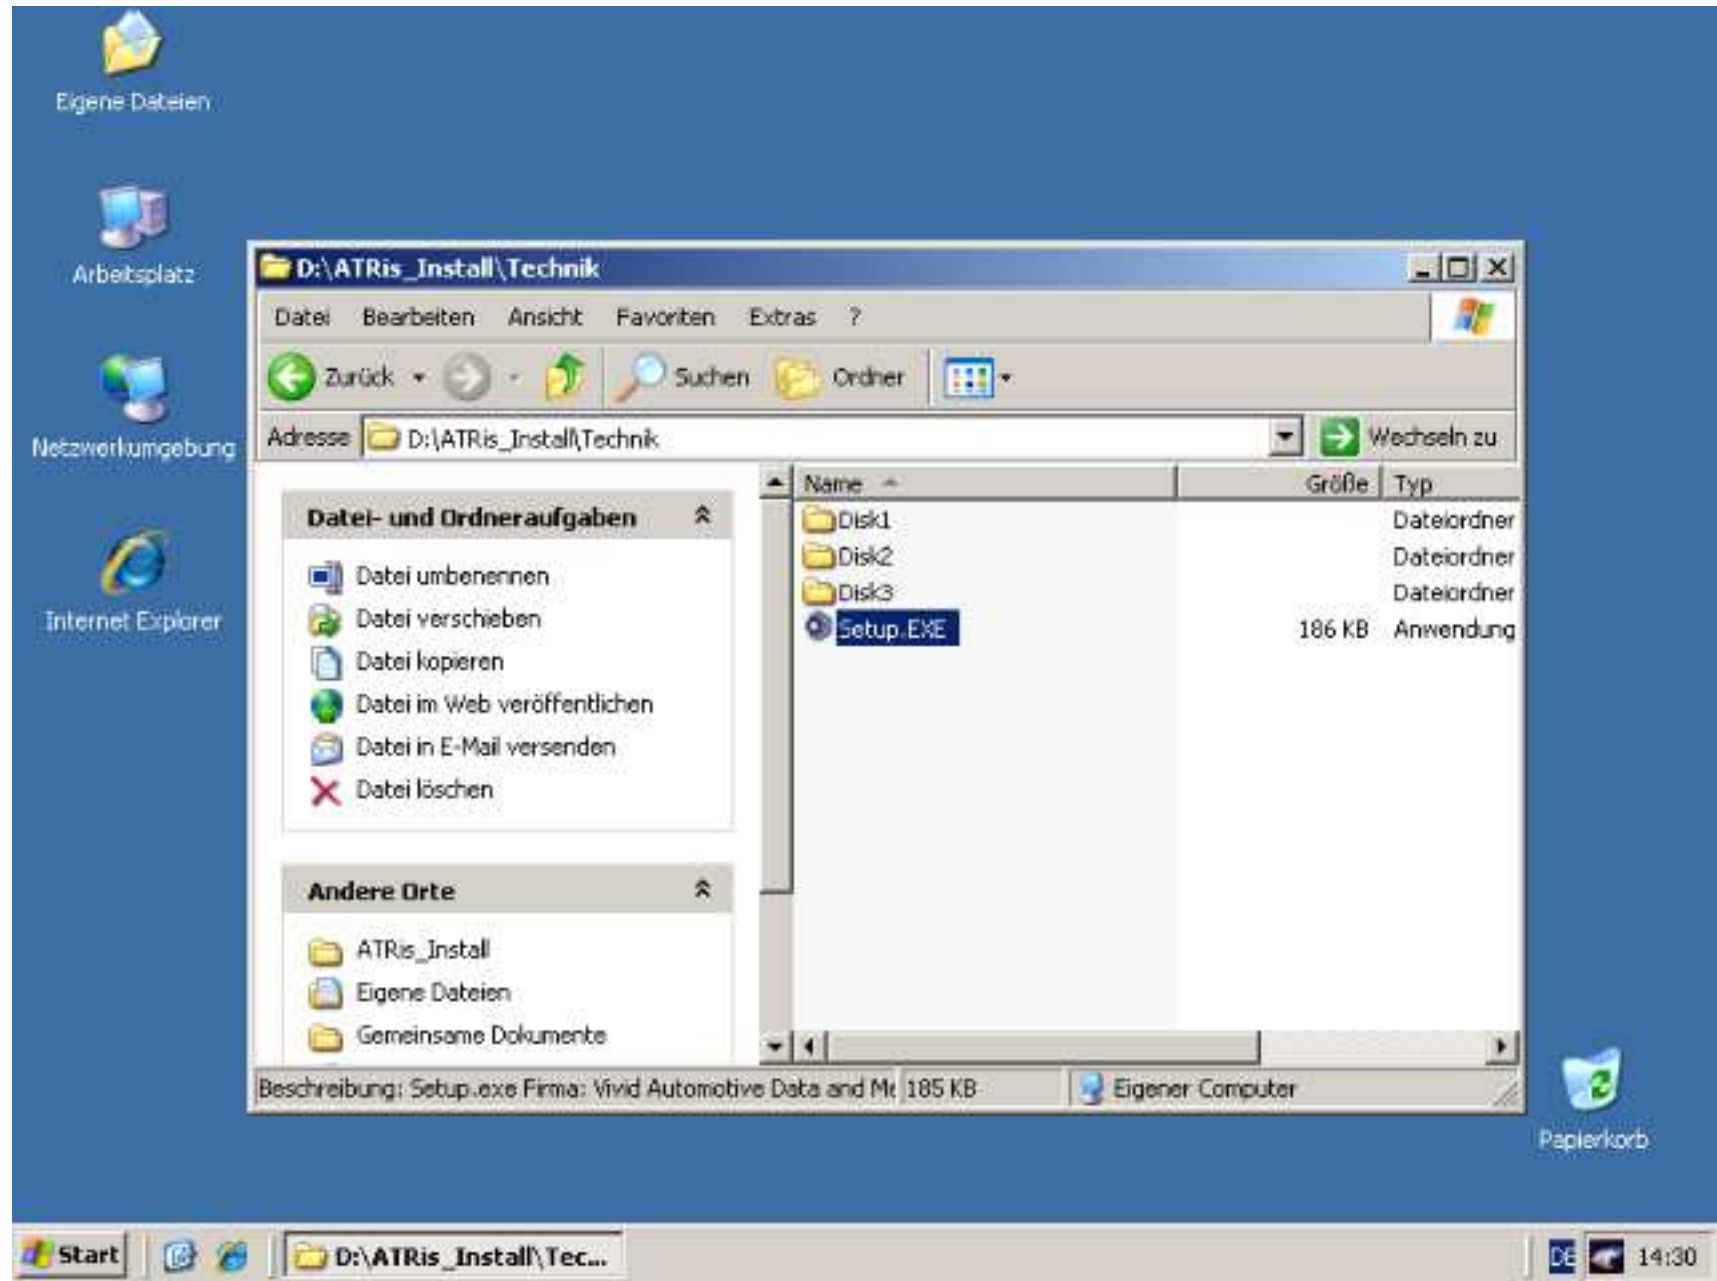 Eigene Dateien
Arbeitsplatz
Netzwerkumgebung
Internet Explorer
D:\ATRis_Install\Technik
Datei Bearbeiten Ansicht Favoriten Extras ?
Zurück Suchen Ordner
Adresse D:\ATRis_Install\Technik Wechseln zu
Datei- und Ordneraufgaben
Datei umbenennen
Datei verschieben
Datei kopieren
Datei im Web veröffentlichen
Datei in E-Mail versenden
Datei löschen
Andere Orte
ATRis_Install
Eigene Dateien
Gemeinsame Dokumente
Name Größe Typ
Disk1 Dateiordner
Disk2 Dateiordner
Disk3 Dateiordner
Setup.EXE 186 KB Anwendung
Beschreibung: Setup.exe Firma: Vivid Automotive Data and Me 185 KB Eigener Computer
Papierkorb
Start D:\ATRis_Install\Tec... DE 14:30